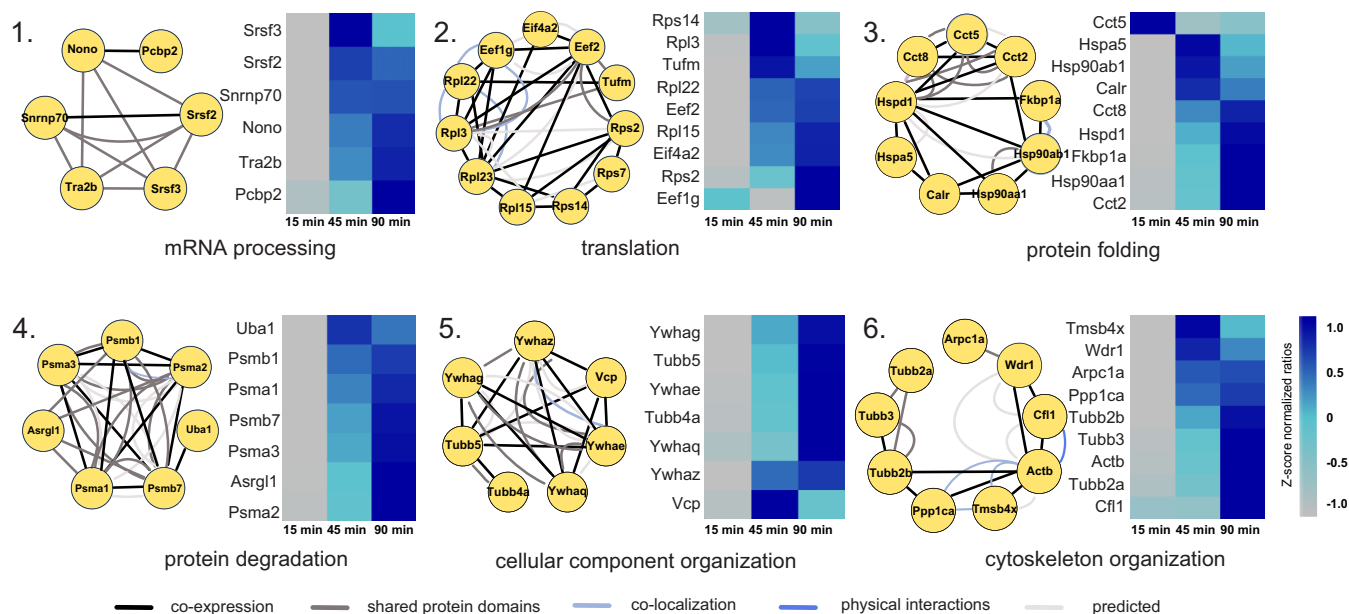 1.
Nono
Pcbp2
Snrnp70
Srsf2
Tra2b
Srsf3
Srsf3
Srsf2
Snrnp70
Nono
Tra2b
Pcbp2
15 min 45 min 90 min
mRNA processing
2.
Eif4a2
Eef1g
Eef2
Rpl22
Tufm
Rpl3
Rps2
Rpl23
Rps7
Rpl15
Rps14
Rps14
Rpl3
Tufm
Rpl22
Eef2
Rpl15
Eif4a2
Rps2
Eef1g
15 min 45 min 90 min
translation
3.
Cct5
Cct8
Cct2
Hspd1
Fkbp1a
Hspa5
Hsp90ab1
Calr
Hsp90aa1
Cct5
Hspa5
Hsp90ab1
Calr
Cct8
Hspd1
Fkbp1a
Hsp90aa1
Cct2
15 min 45 min 90 min
protein folding
4.
Psmb1
Psma3
Psma2
Asrgl1
Uba1
Psma1
Psmb7
Uba1
Psmb1
Psma1
Psmb7
Psma3
Asrgl1
Psma2
15 min 45 min 90 min
protein degradation
5.
Ywhaz
Ywhag
Vcp
Tubb5
Ywhae
Tubb4a
Ywhaq
Ywhag
Tubb5
Ywhae
Tubb4a
Ywhaq
Ywhaz
Vcp
15 min 45 min 90 min
cellular component organization
6.
Arpc1a
Wdr1
Tubb2a
Tubb3
Cfl1
Tubb2b
Actb
Ppp1ca
Tmsb4x
Tmsb4x
Wdr1
Arpc1a
Ppp1ca
Tubb2b
Tubb3
Actb
Tubb2a
Cfl1
15 min 45 min 90 min
cytoskeleton organization
1.0
0.5
0
-0.5
-1.0
Z-score normalized ratios
co-expression shared protein domains co-localization physical interactions predicted